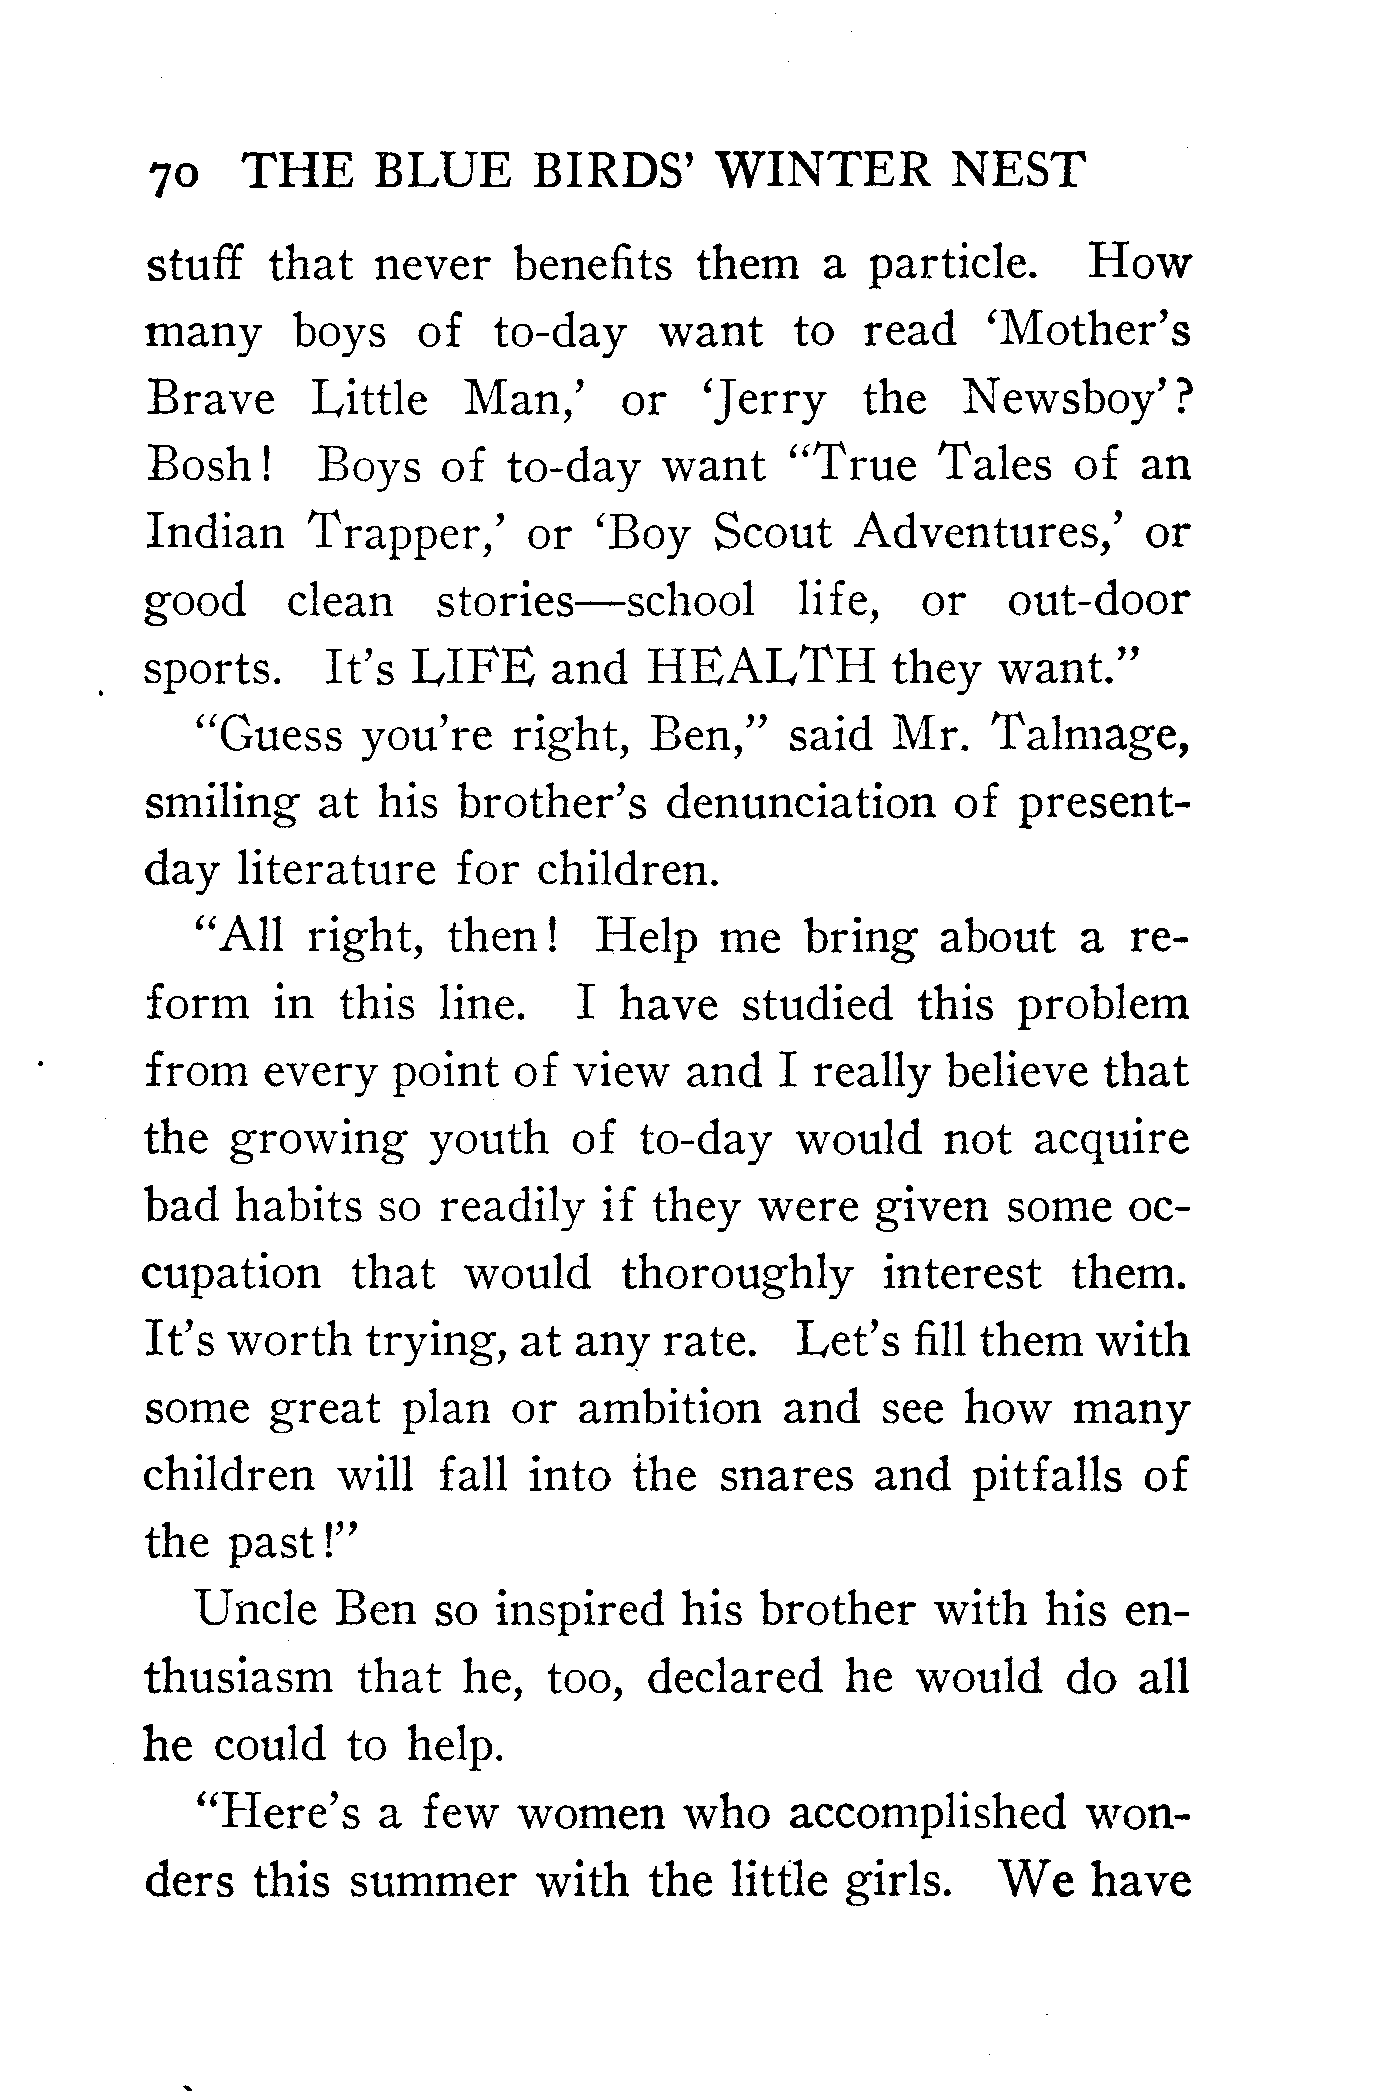 70 THE BLUE BIRDS’ WINTER NEST
stuff that never benefits them a particle. How
many boys of to-day want to read ‘Mother’s
Brave Little Man,’ or ‘Jerry the Newsboy’?
Bosh! Boys of to-day want “True Tales of an
Indian Trapper,’ or ‘Boy Scout Adventures,’ or
good clean stories—school life, or out-door
sports. It’s LIFE and HEALTH they want.”
“Guess you’re right, Ben,” said Mr. Talmage,
smiling at his brother’s denunciation of present-
day literature for children.
“All right, then! Help me bring about a re-
form in this line. I have studied this problem
from every point of view and I really believe that
the growing youth of to-day would not acquire
bad habits so readily if they were given some oc-
cupation that would thoroughly interest them.
It’s worth trying, at any rate. Let’s fill them with
some great plan or ambition and see how many
children will fall into the snares and pitfalls of
the past!”
Uncle Ben so inspired his brother with his en-
thusiasm that he, too, declared he would do all
he could to help.
“Here’s a few women who accomplished won-
ders this summer with the little girls. We have